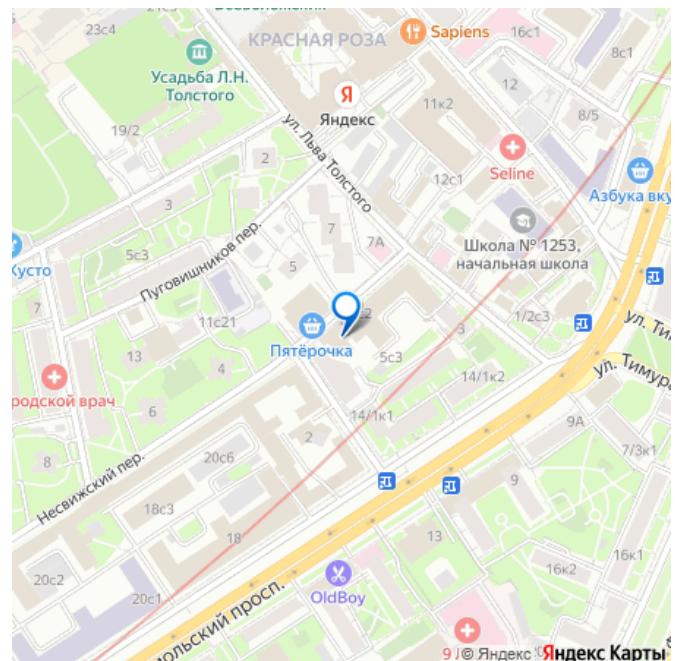 23с4
КРАСНАЯ РОЗА
Sapiens
16с1
8с1
Усадьба Л.Н.
Толстого
Я
Яндекс
12
11к2
8/5
19/2
ул. Льва Толстого
Seline
Азбука вку
2
12с1
3
Школа № 1253,
начальная школа
7
7А
Пуговишников пер.
5с3
5
Кусто
7
11с21
1/2с3
ул. Ти
Пятёрочка
3
13
4
5с3
ул. Тимура
14/1к2
родской врач
6
14/1к1
9А
2
7/3к1
8
20с6
Несвижский пер.
9
18с3
18
13
16к1
20с2
16к2
20с1
OldBoy
ольский просп.
9
© Яндекс
Яндекс Карты